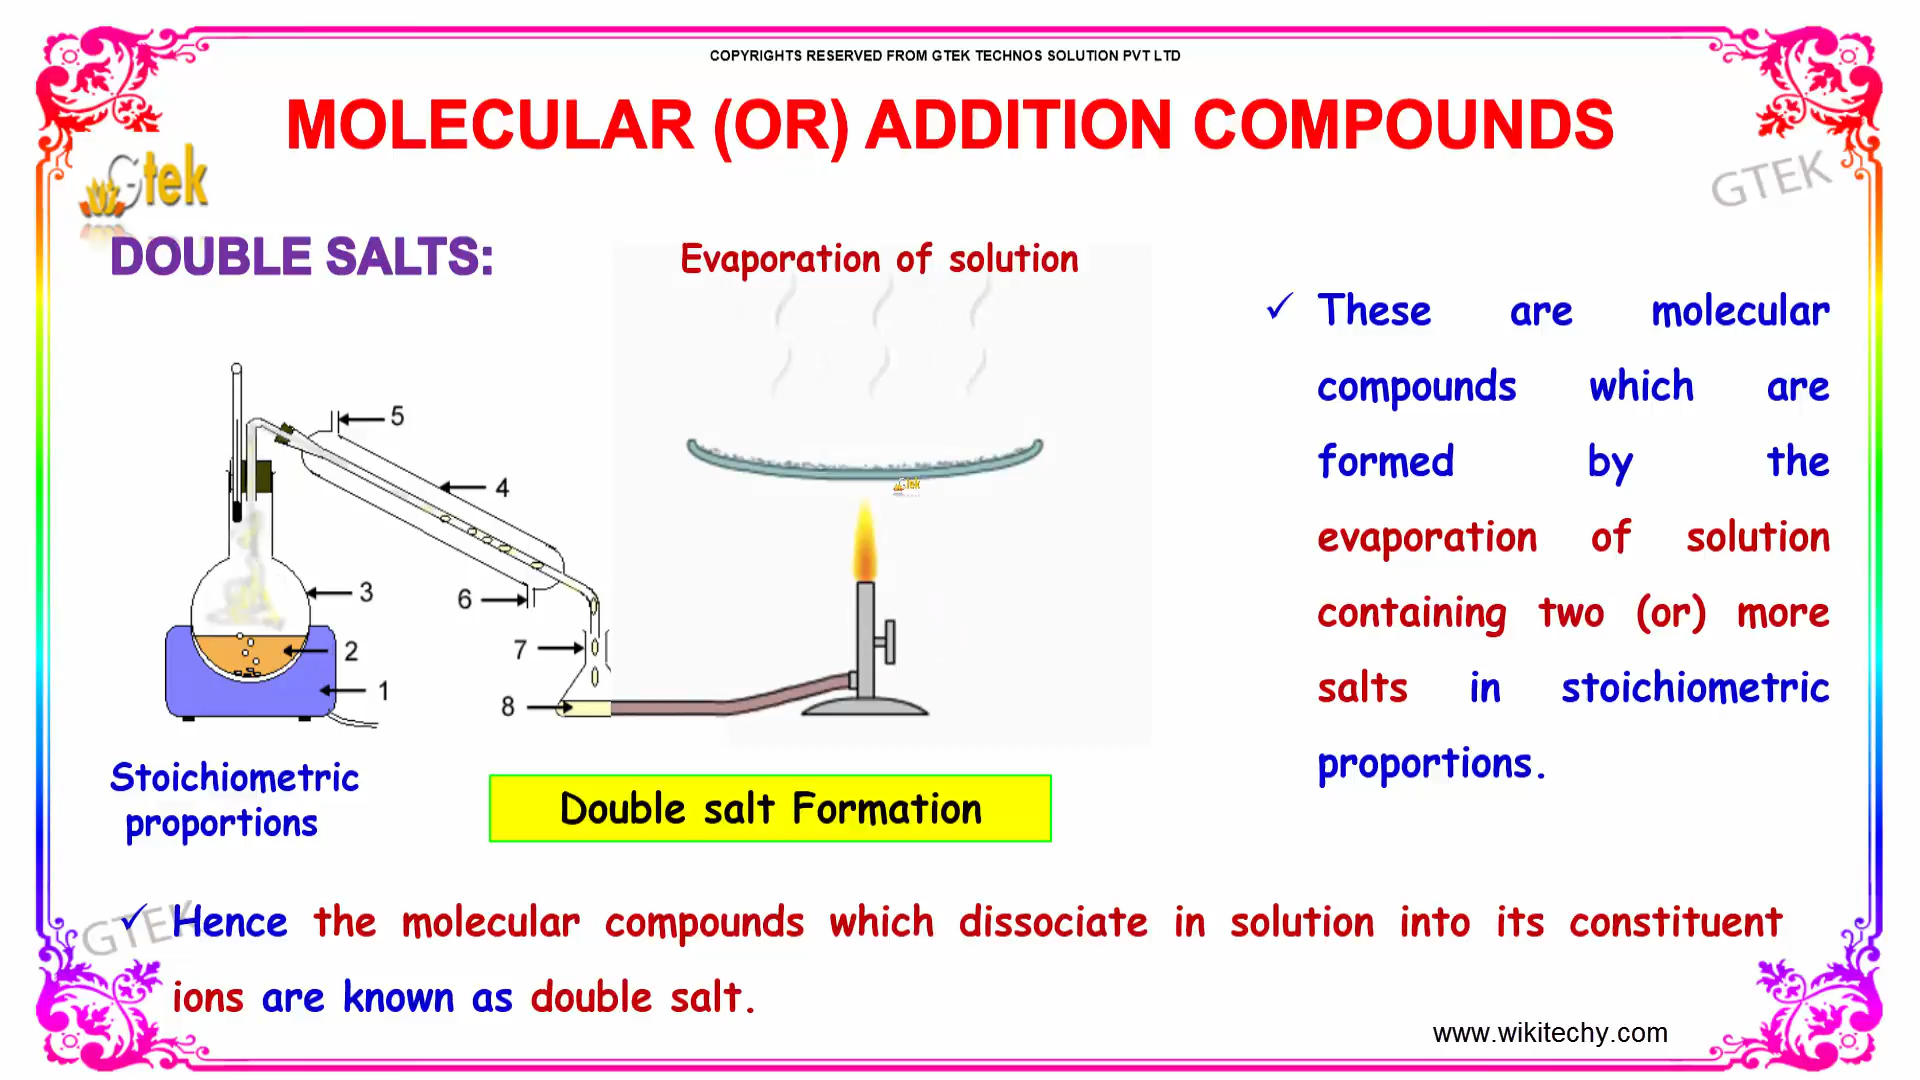 COPYRIGHTS RESERVED FROM GTEK TECHNOS SOLUTION PVT LTD
MOLECULAR (OR) ADDITION COMPOUNDS
Gtek
GTEK
DOUBLE SALTS:
Evaporation of solution
5
4
3
6
7
2
1
8
Gtek
Stoichiometric
proportions
Double salt Formation
✓ These are molecular
compounds which are
formed by the
evaporation of solution
containing two (or) more
salts in stoichiometric
proportions.
GTEK
✓ Hence the molecular compounds which dissociate in solution into its constituent
ions are known as double salt.
www.wikitechy.com